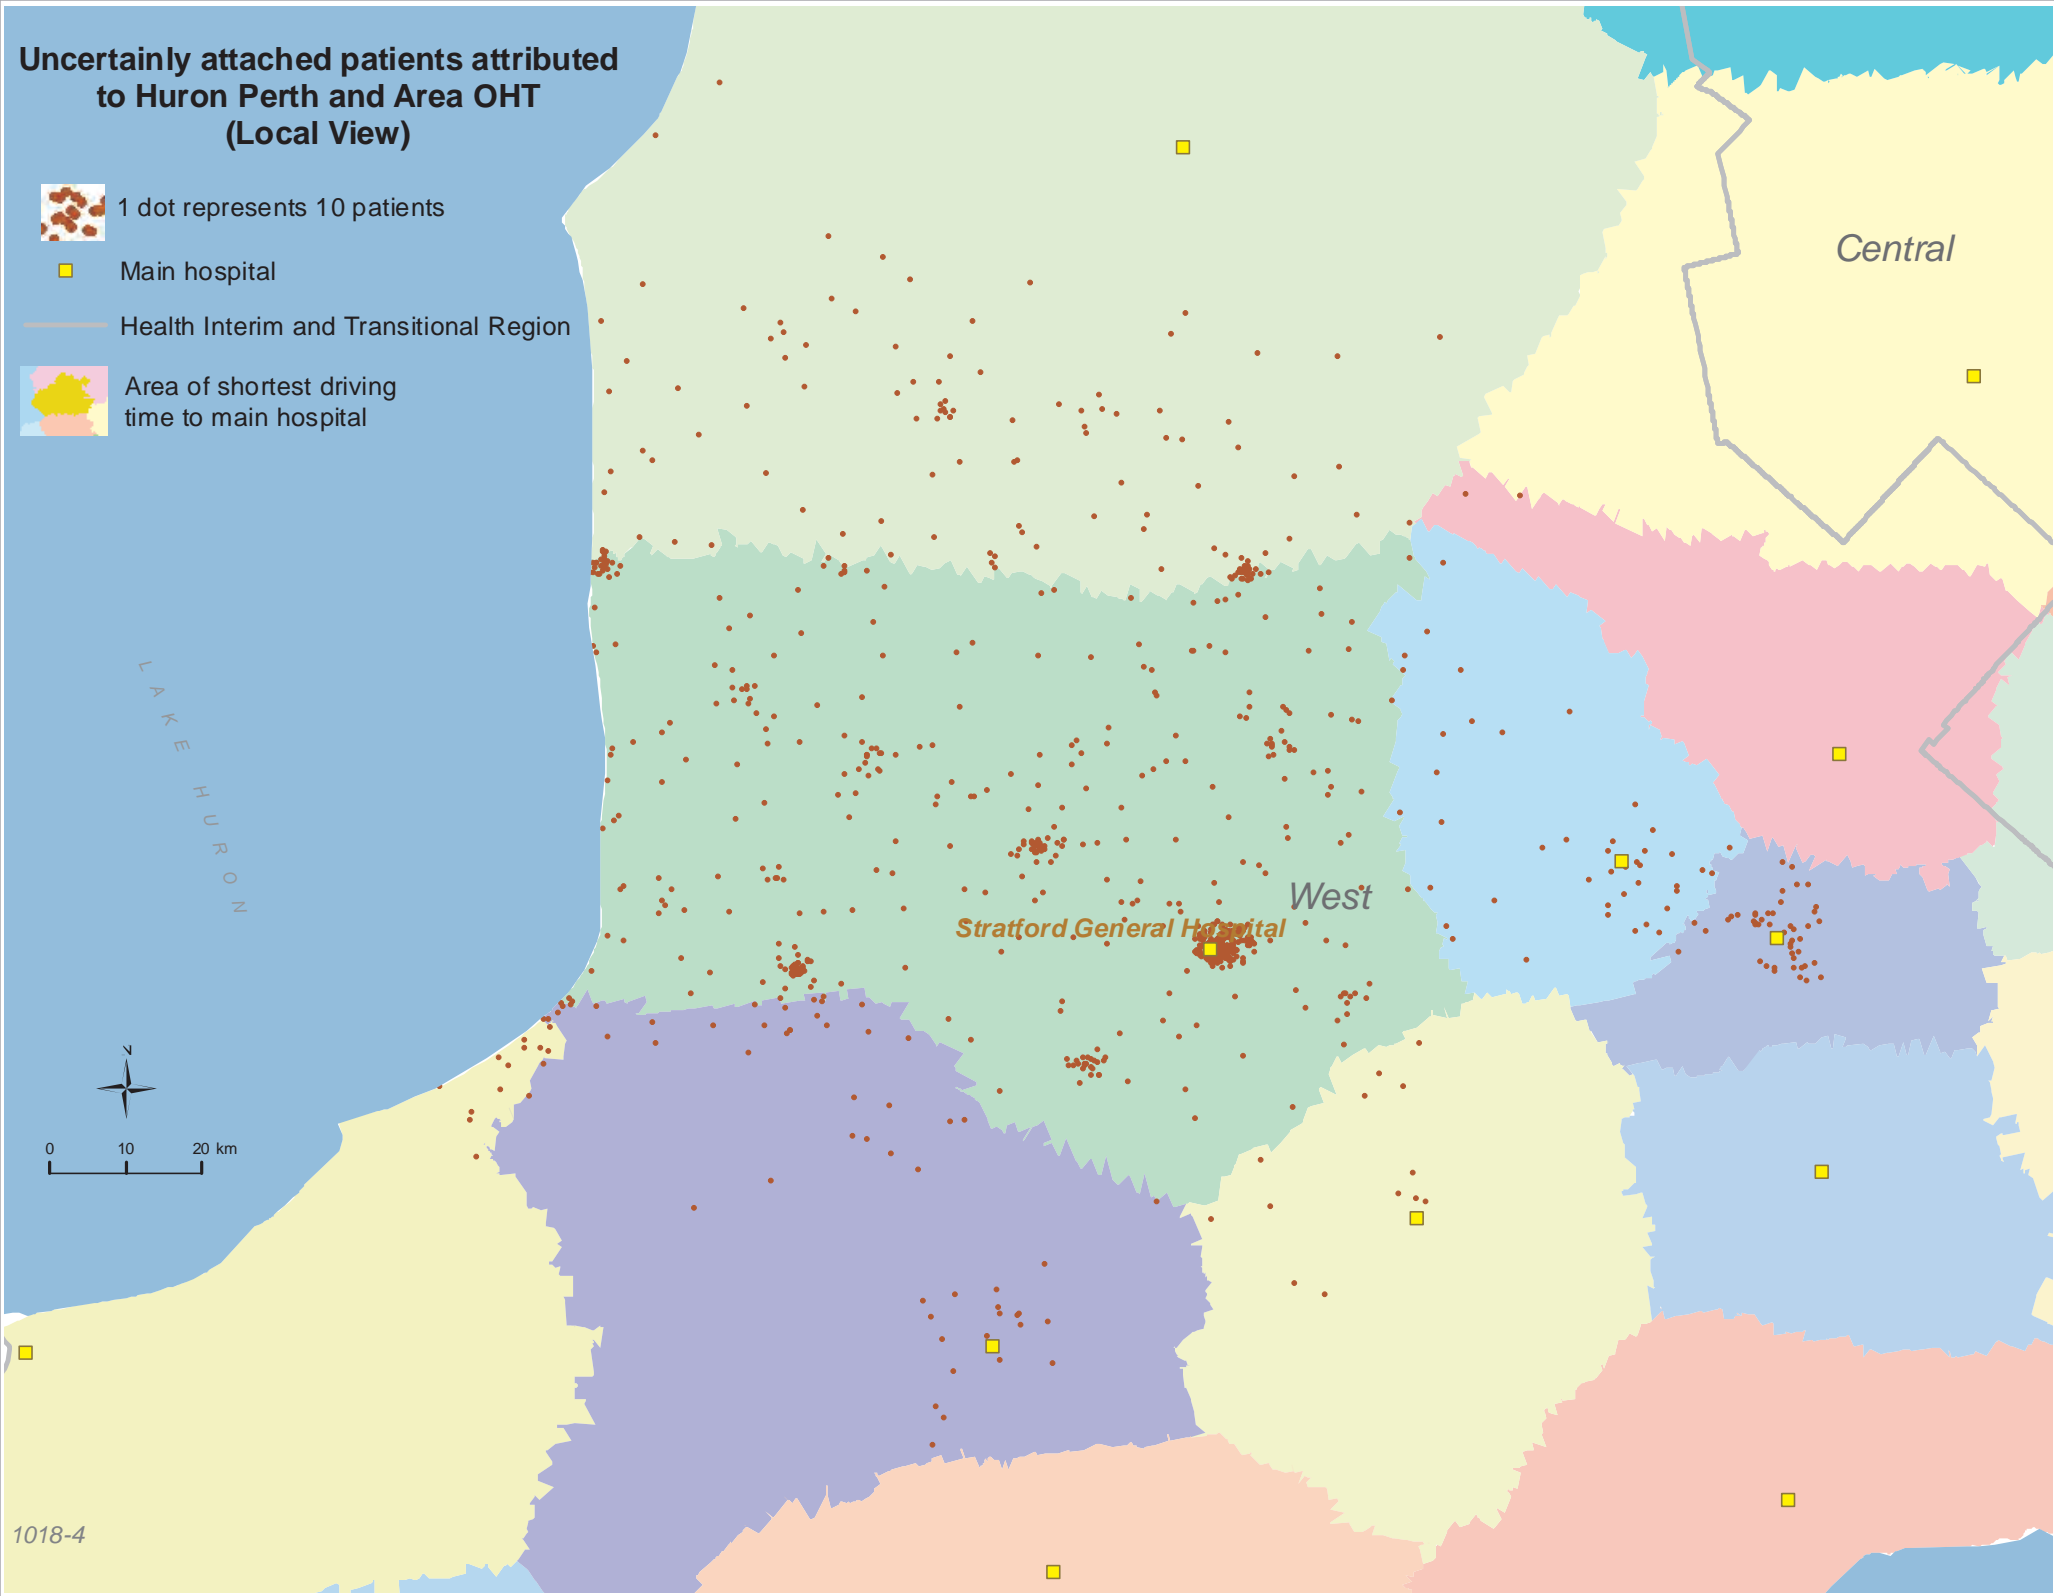 Uncertainly attached patients attributed
to Huron Perth and Area OHT
(Local View)
1 dot represents 10 patients
Main hospital
Health Interim and Transitional Region
Area of shortest driving
time to main hospital
Central
LAKE HURON
West
Stratford General Hospital
N
0 10 20 km
1018-4